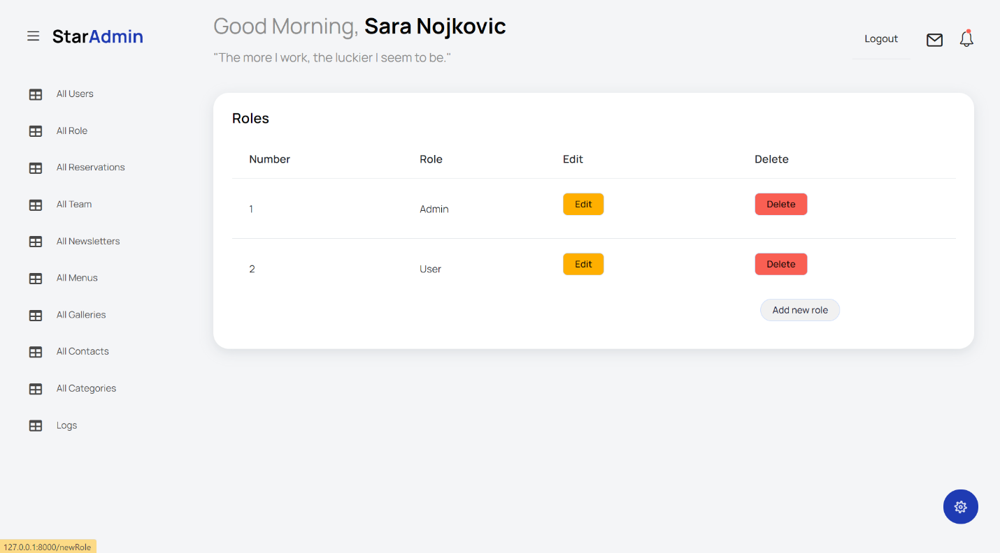 StarAdmin
Good Morning, Sara Nojkovic
"The more I work, the luckier I seem to be."
Logout
All Users
All Role
All Reservations
All Team
All Newsletters
All Menus
All Galleries
All Contacts
All Categories
Logs
Roles
Number Role Edit Delete
1 Admin Edit Delete
2 User Edit Delete
Add new role
127.0.0.1:8000/newRole